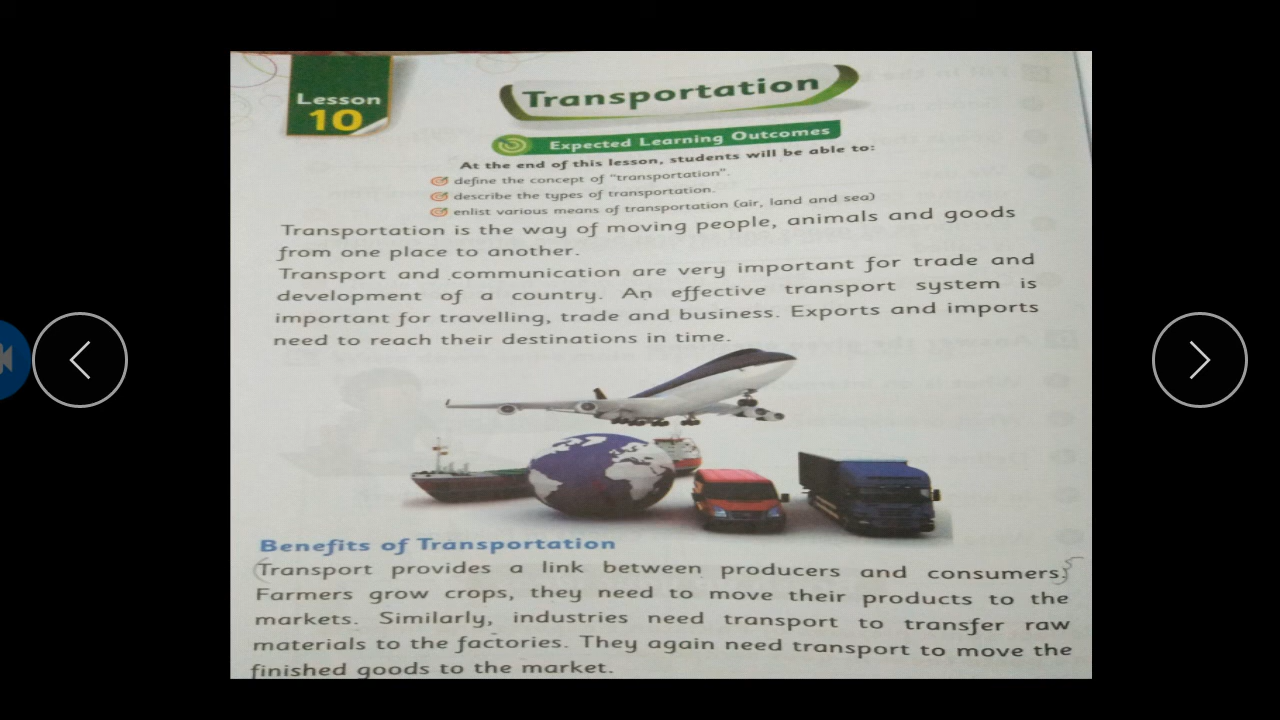 Lesson
10
Transportation
Expected Learning Outcomes
At the end of this lesson, students will be able to:
define the concept of "transportation".
describe the types of transportation.
enlist various means of transportation (air, land and sea)
Transportation is the way of moving people, animals and goods
from one place to another.
Transport and communication are very important for trade and
development of a country. An effective transport system is
important for travelling, trade and business. Exports and imports
need to reach their destinations in time.
Benefits of Transportation
Transport provides a link between producers and consumers.
Farmers grow crops, they need to move their products to the
markets. Similarly, industries need transport to transfer raw
materials to the factories. They again need transport to move the
finished goods to the market.